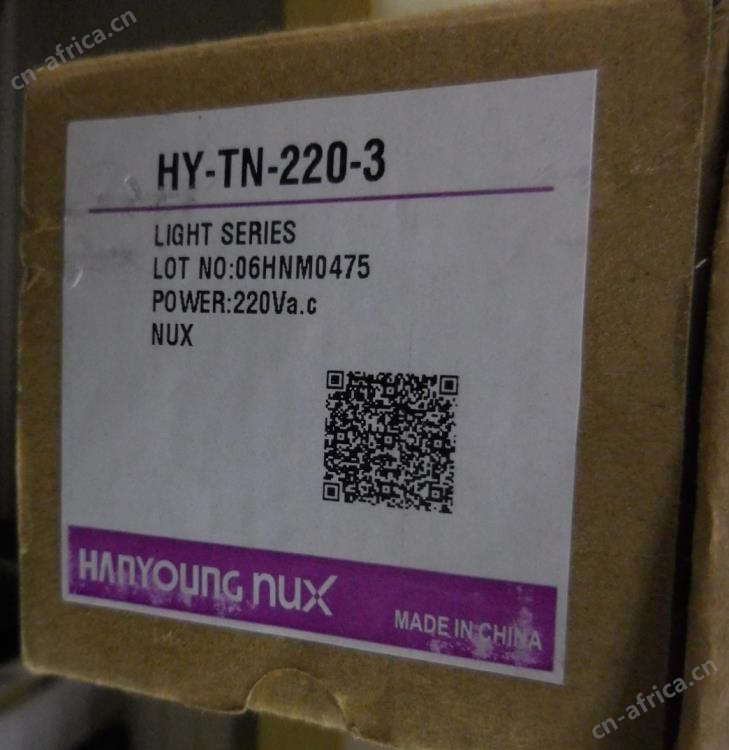 cn-africa.cn
HY-TN-220-3
LIGHT SERIES
LOT NO:06HNM0475
POWER:220Va.c
NUX
HANYOUNG nux
MADE IN CHINA
cn-africa.cn